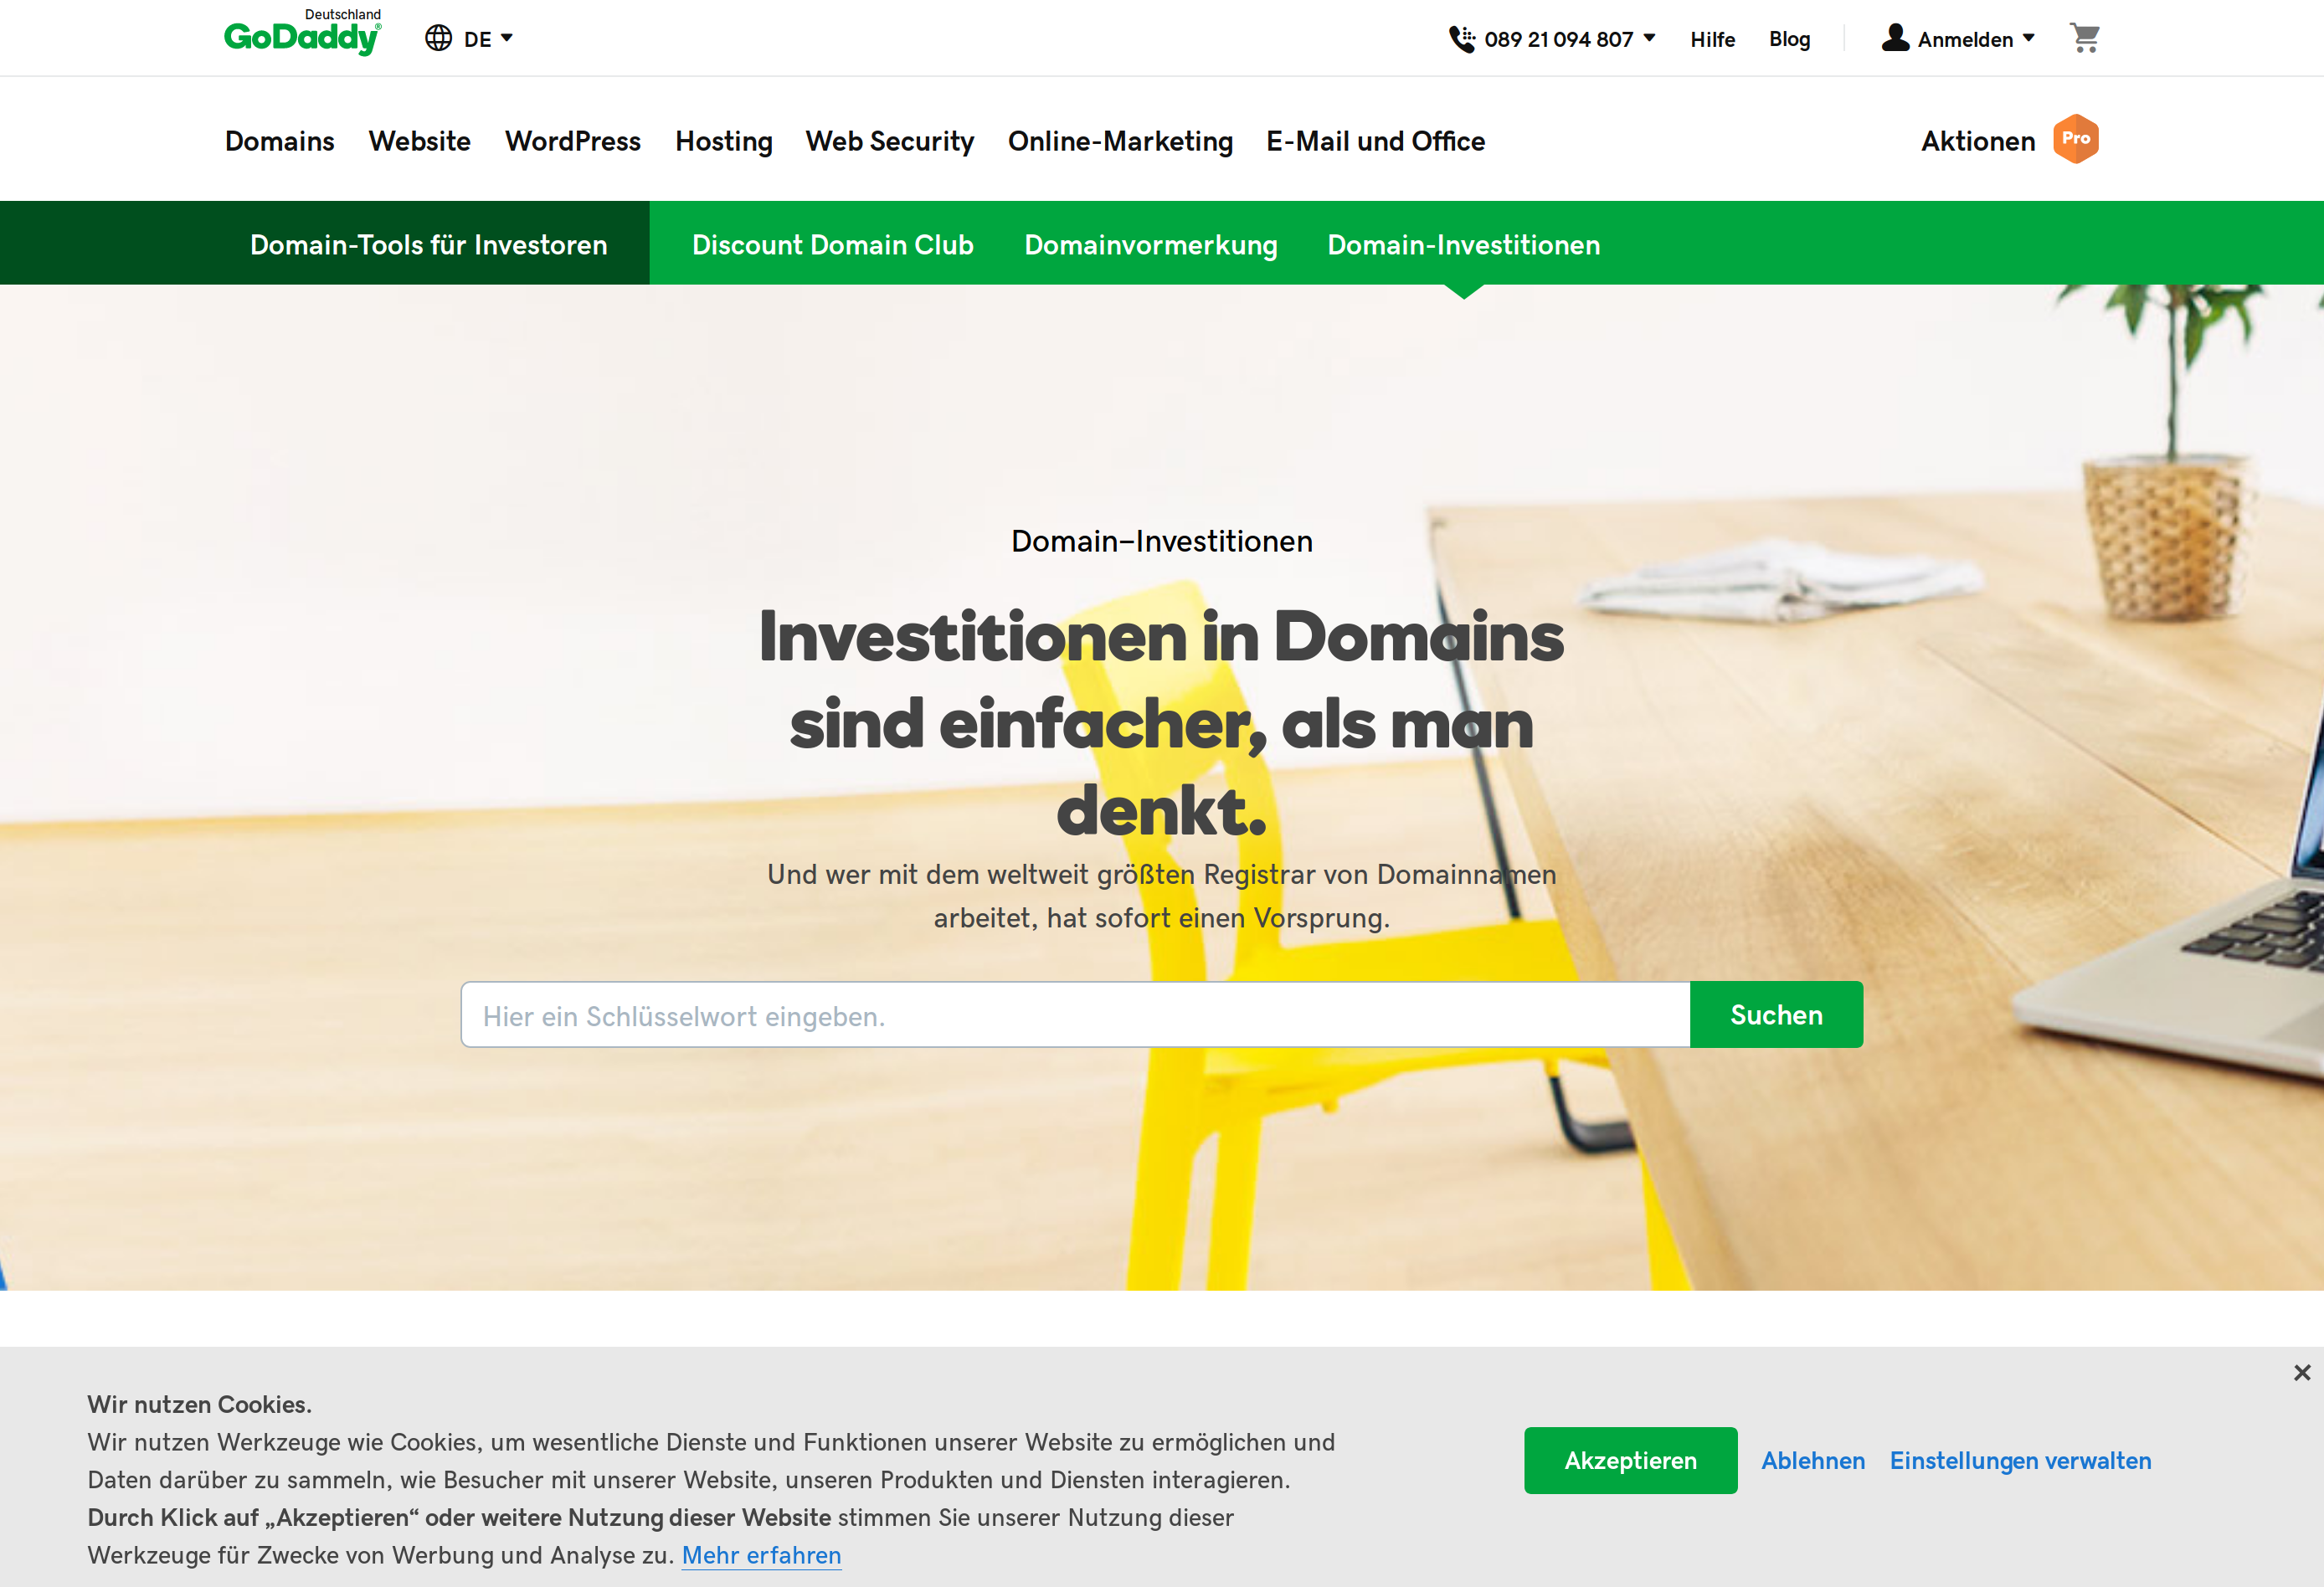 Deutschland
GoDaddy®
DE
089 21 094 807
Hilfe
Blog
Anmelden
Domains
Website
WordPress
Hosting
Web Security
Online-Marketing
E-Mail und Office
Aktionen
Pro
Domain-Tools für Investoren
Discount Domain Club
Domainvormerkung
Domain-Investitionen
Domain–Investitionen
Investitionen in Domains
sind einfacher, als man
denkt.
Und wer mit dem weltweit größten Registrar von Domainnamen
arbeitet, hat sofort einen Vorsprung.
Hier ein Schlüsselwort eingeben.
Suchen
Wir nutzen Cookies.
Wir nutzen Werkzeuge wie Cookies, um wesentliche Dienste und Funktionen unserer Website zu ermöglichen und
Daten darüber zu sammeln, wie Besucher mit unserer Website, unseren Produkten und Diensten interagieren.
Durch Klick auf „Akzeptieren“ oder weitere Nutzung dieser Website stimmen Sie unserer Nutzung dieser
Werkzeuge für Zwecke von Werbung und Analyse zu. Mehr erfahren
Akzeptieren
Ablehnen
Einstellungen verwalten